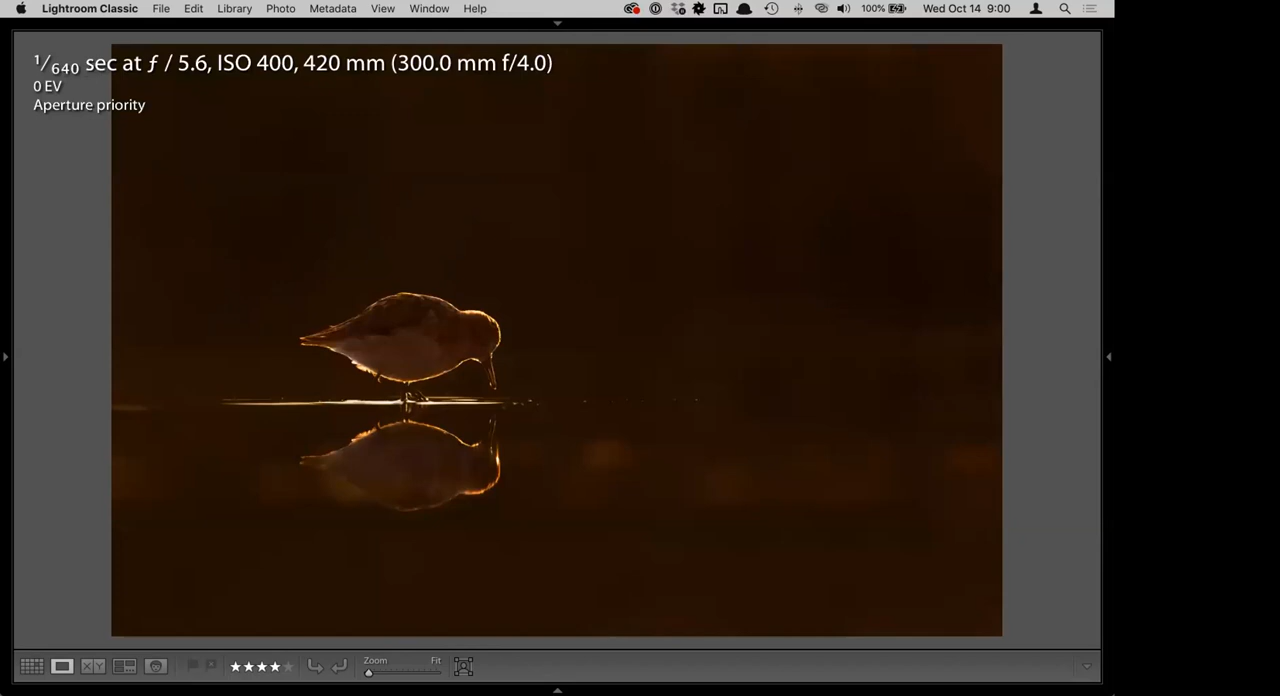 Lightroom Classic File Edit Library Photo Metadata Develop View Window Help 100% Wed Oct 14 9:00
1/640 sec at ƒ / 5.6, ISO 400, 420 mm (300.0 mm f/4.0)
0 EV
Aperture priority
X Y Zoom Fit